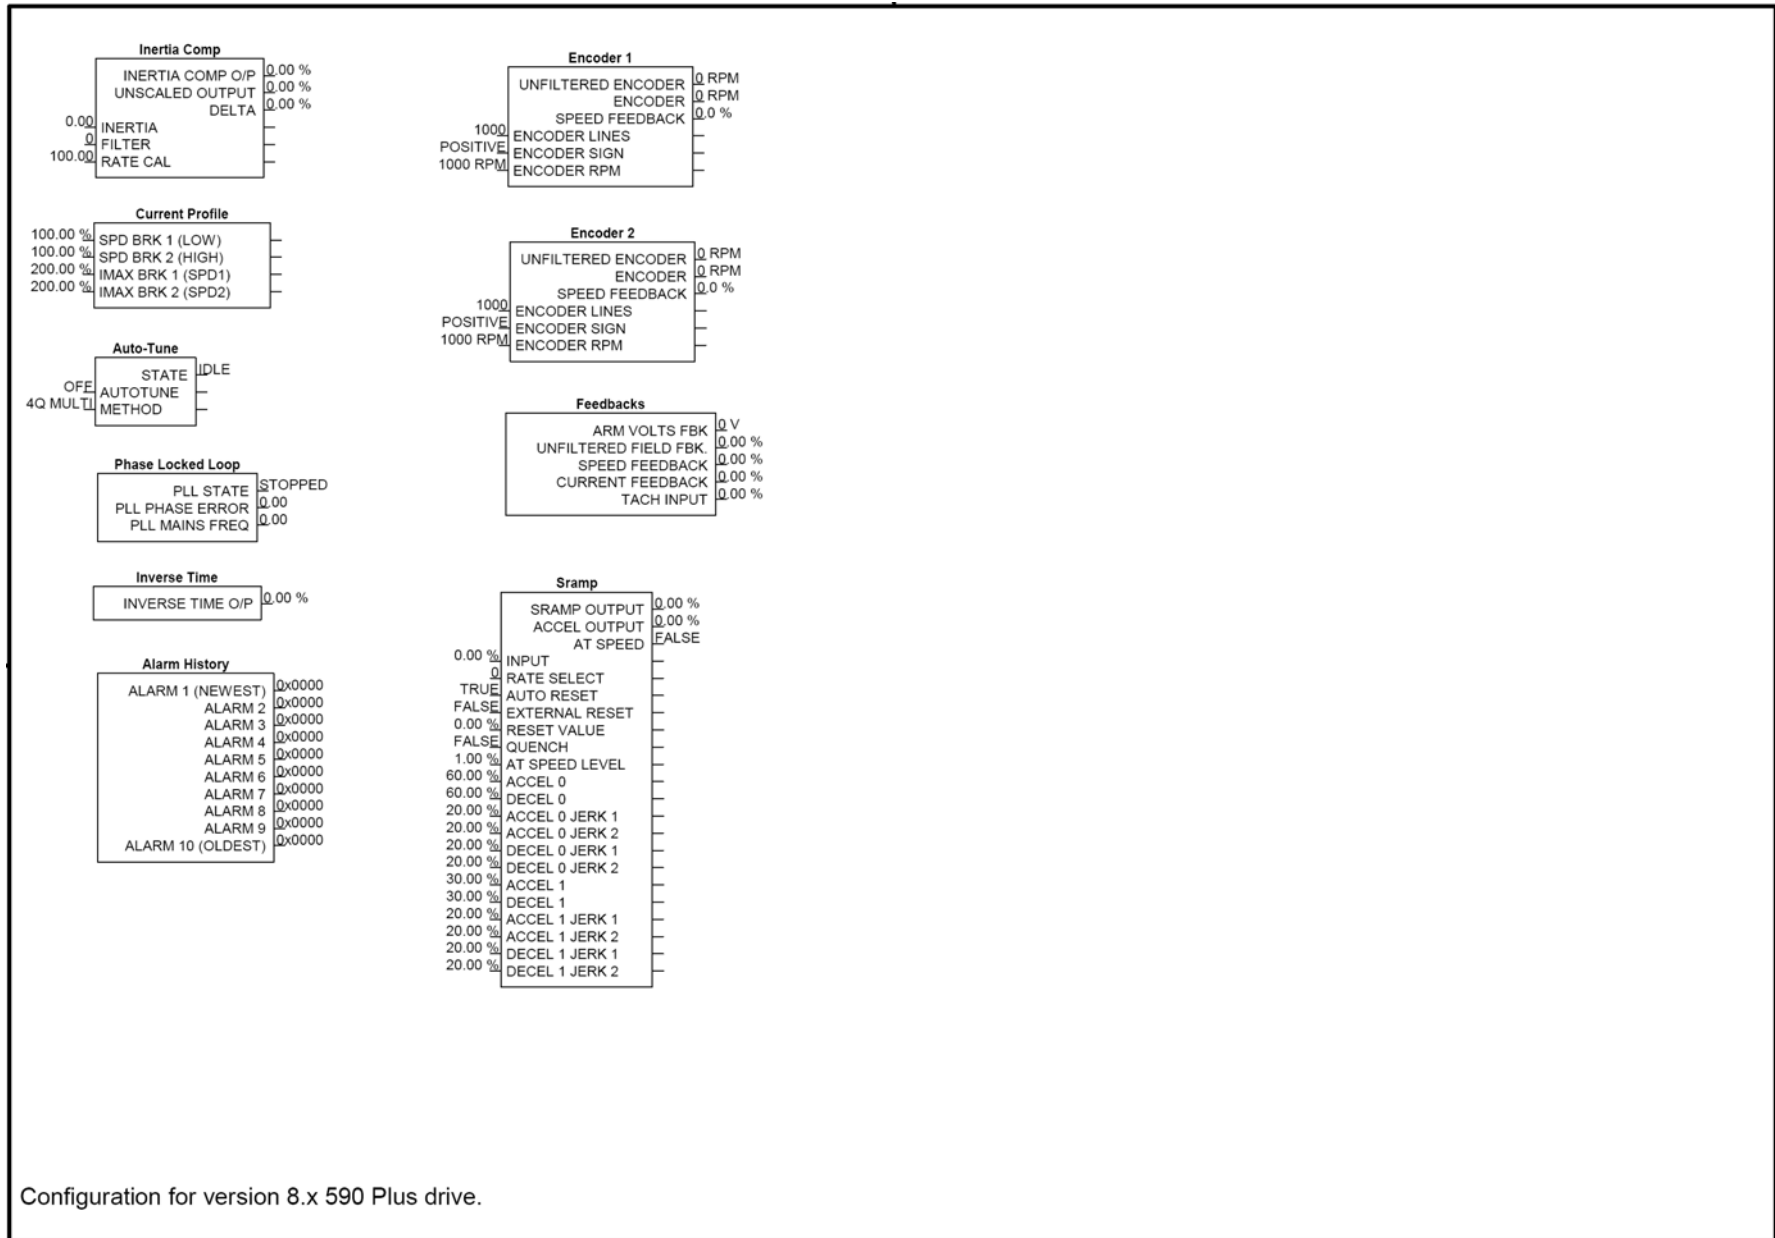 Inertia Comp
INERTIA COMP O/P 0.00 %
UNSCALED OUTPUT 0.00 %
DELTA 0.00 %
0.00 INERTIA
0 FILTER
100.00 RATE CAL
Current Profile
100.00 % SPD BRK 1 (LOW)
100.00 % SPD BRK 2 (HIGH)
200.00 % IMAX BRK 1 (SPD1)
200.00 % IMAX BRK 2 (SPD2)
Auto-Tune
STATE IDLE
OFF AUTOTUNE
4Q MULTI METHOD
Phase Locked Loop
PLL STATE STOPPED
PLL PHASE ERROR 0.00
PLL MAINS FREQ 0.00
Inverse Time
INVERSE TIME O/P 0.00 %
Alarm History
ALARM 1 (NEWEST) 0x0000
ALARM 2 0x0000
ALARM 3 0x0000
ALARM 4 0x0000
ALARM 5 0x0000
ALARM 6 0x0000
ALARM 7 0x0000
ALARM 8 0x0000
ALARM 9 0x0000
ALARM 10 (OLDEST) 0x0000
Encoder 1
UNFILTERED ENCODER 0 RPM
ENCODER 0 RPM
SPEED FEEDBACK 0.0 %
1000 ENCODER LINES
POSITIVE ENCODER SIGN
1000 RPM ENCODER RPM
Encoder 2
UNFILTERED ENCODER 0 RPM
ENCODER 0 RPM
SPEED FEEDBACK 0.0 %
1000 ENCODER LINES
POSITIVE ENCODER SIGN
1000 RPM ENCODER RPM
Feedbacks
ARM VOLTS FBK 0 V
UNFILTERED FIELD FBK. 0.00 %
SPEED FEEDBACK 0.00 %
CURRENT FEEDBACK 0.00 %
TACH INPUT 0.00 %
Sramp
SRAMP OUTPUT 0.00 %
ACCEL OUTPUT 0.00 %
AT SPEED FALSE
0.00 % INPUT
0 RATE SELECT
TRUE AUTO RESET
FALSE EXTERNAL RESET
0.00 % RESET VALUE
FALSE QUENCH
1.00 % AT SPEED LEVEL
60.00 % ACCEL 0
60.00 % DECEL 0
20.00 % ACCEL 0 JERK 1
20.00 % ACCEL 0 JERK 2
20.00 % DECEL 0 JERK 1
20.00 % DECEL 0 JERK 2
30.00 % ACCEL 1
30.00 % DECEL 1
20.00 % ACCEL 1 JERK 1
20.00 % ACCEL 1 JERK 2
20.00 % DECEL 1 JERK 1
20.00 % DECEL 1 JERK 2
Configuration for version 8.x 590 Plus drive.